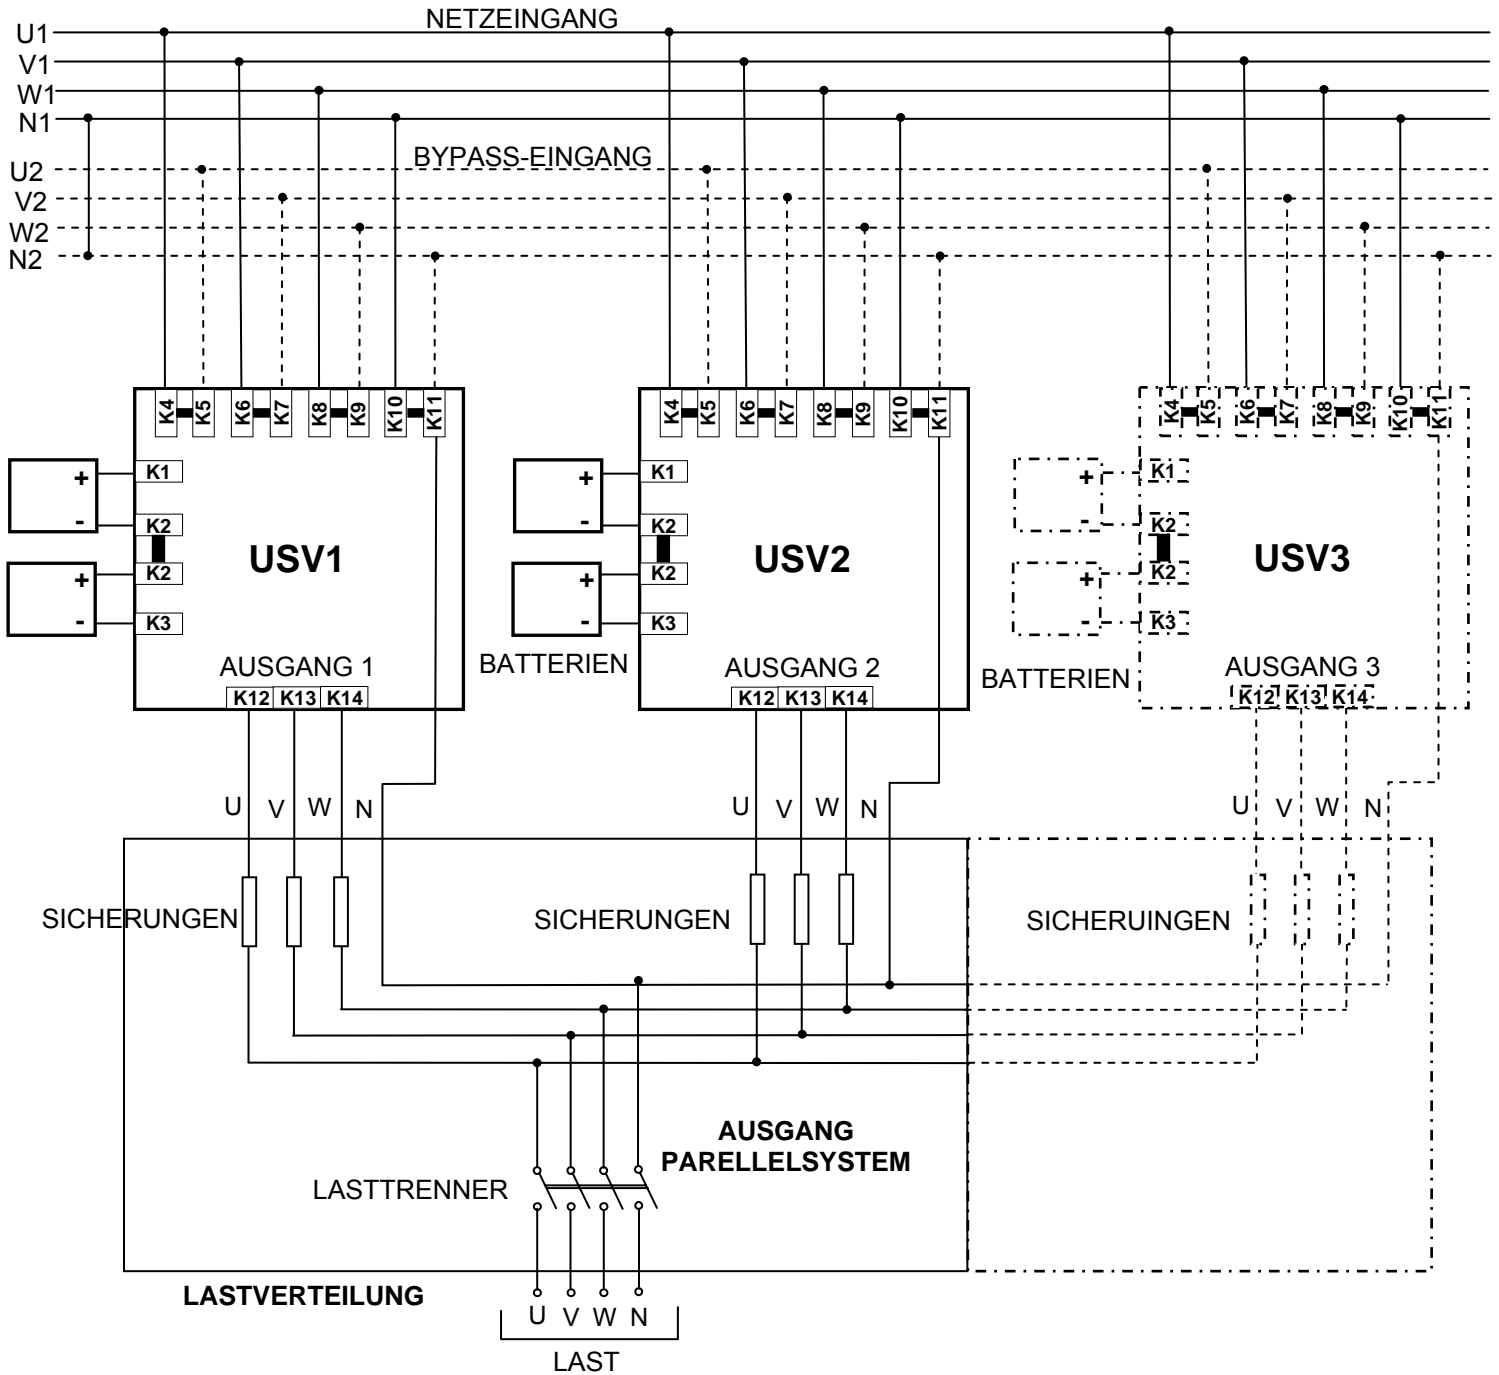 NETZEINGANG
U1
V1
W1
N1
BYPASS-EINGANG
U2
V2
W2
N2
K4 K5 K6 K7 K8 K9 K10 K11
K4 K5 K6 K7 K8 K9 K10 K11
K4 K5 K6 K7 K8 K9 K10 K11
+ K1
- K2
USV1
+ K2
- K3
AUSGANG 1
K12 K13 K14
+ K1
- K2
USV2
+ K2
- K3
BATTERIEN
AUSGANG 2
K12 K13 K14
+ K1
- K2
USV3
+ K2
- K3
BATTERIEN
AUSGANG 3
K12 K13 K14
U V W N
U V W N
U V W N
SICHERUNGEN
SICHERUNGEN
SICHERUINGEN
AUSGANG
PARELLELSYSTEM
LASTTRENNER
LASTVERTEILUNG
U V W N
LAST